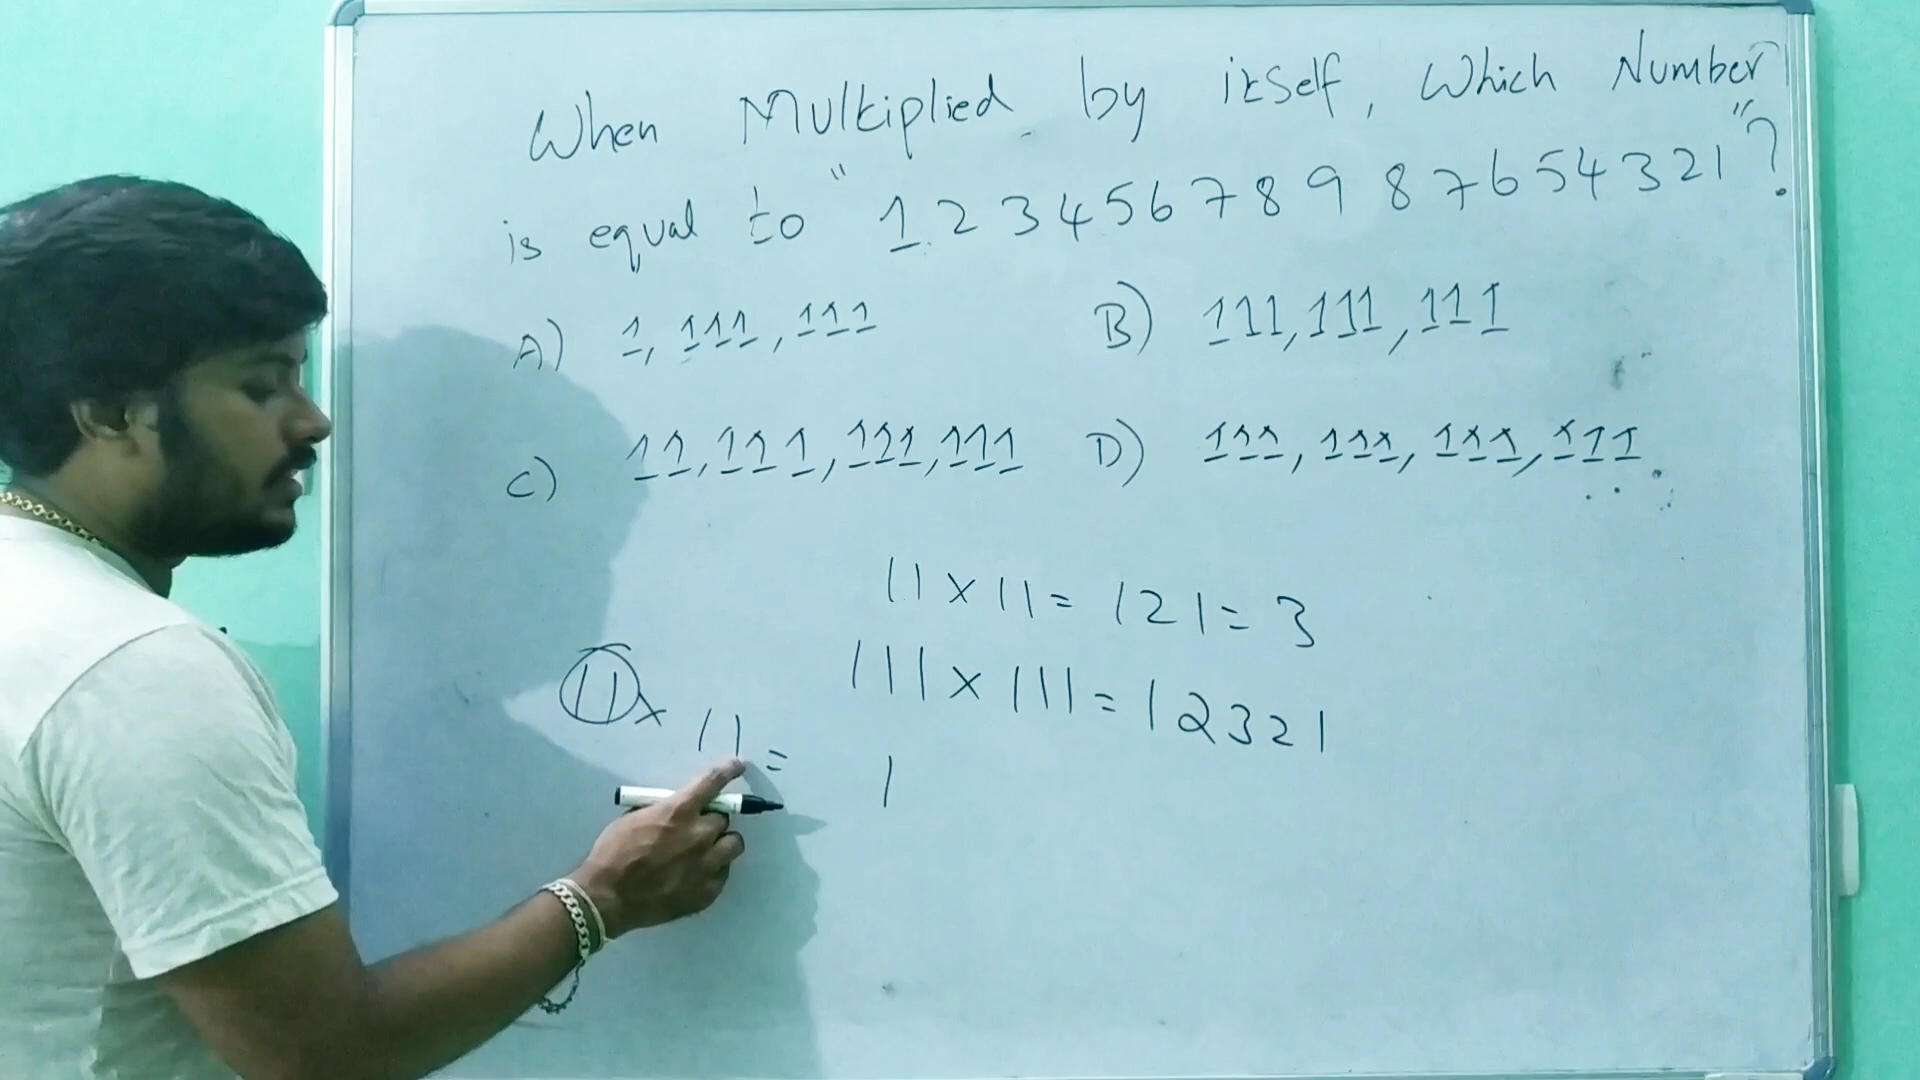 When Multiplied by itself, Which Number
is equal to "12345678987654321"?
A) 1,111,111 B) 111,111,111
C) 11,111,111,111 D) 111,111,111,111
11 x 11 = 121 = 3
111 x 111 = 12321
11 x 11 = 1